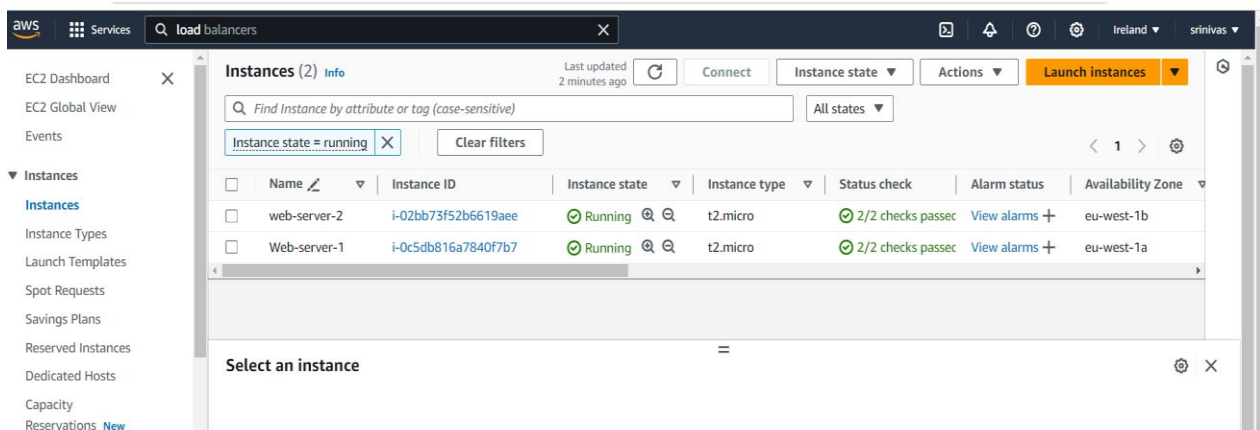 aws Services load balancers Ireland srinivas
EC2 Dashboard
EC2 Global View
Events
Instances
Instances
Instance Types
Launch Templates
Spot Requests
Savings Plans
Reserved Instances
Dedicated Hosts
Capacity
Reservations New
Instances (2) Info
Last updated
2 minutes ago
Connect Instance state Actions Launch instances
Find Instance by attribute or tag (case-sensitive) All states
Instance state = running Clear filters
1
Name Instance ID Instance state Instance type Status check Alarm status Availability Zone
web-server-2 i-02bb73f52b6619aee Running t2.micro 2/2 checks passec View alarms + eu-west-1b
Web-server-1 i-0c5db816a7840f7b7 Running t2.micro 2/2 checks passec View alarms + eu-west-1a
Select an instance